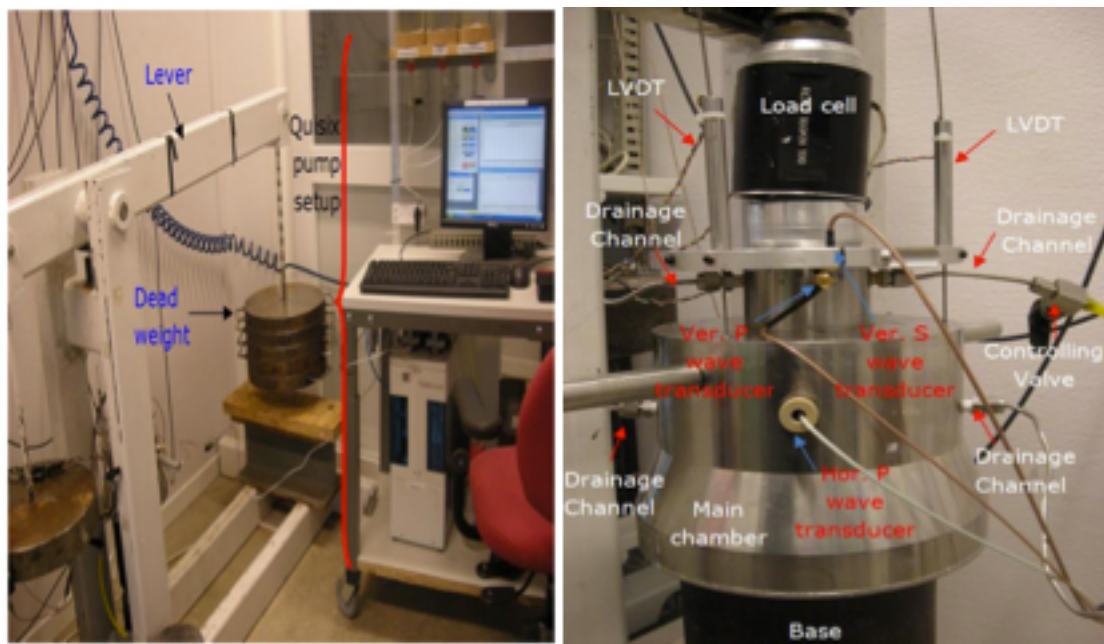 Lever
Quisix
pump
setup
Dead
weight
LVDT
Load cell
LVDT
Drainage
Channel
Drainage
Channel
Ver. P
wave
transducer
Ver. S
wave
transducer
Controlling
Valve
Drainage
Channel
Hor. P
wave
transducer
Drainage
Channel
Main
chamber
Base